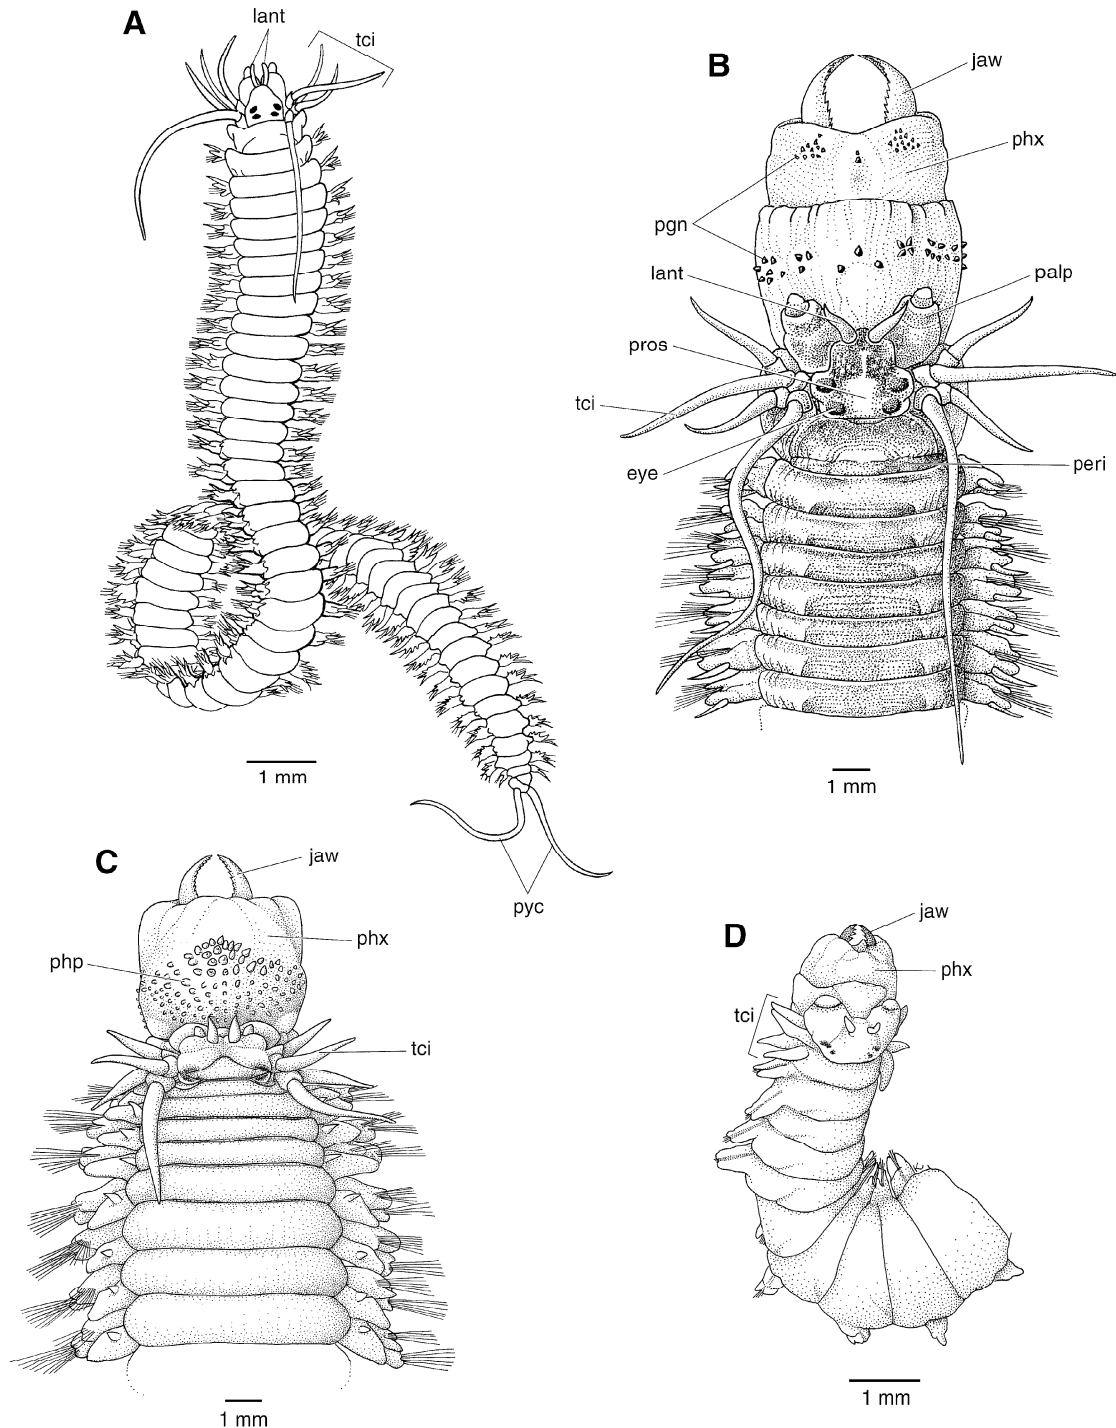 A
lant
tci
1 mm
pyc
B
jaw
phx
pgn
lant
palp
pros
tci
eye
peri
1 mm
C
jaw
phx
php
tci
1 mm
D
jaw
phx
tci
1 mm